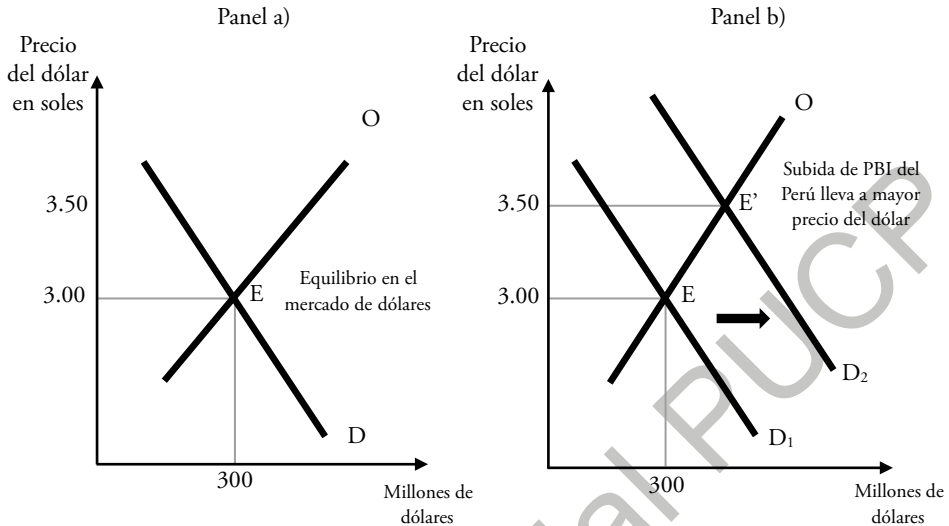 Panel a)
Precio
del dólar
en soles
O
3.50
3.00
E
Equilibrio en el
mercado de dólares
D
300
Millones de
dólares
Panel b)
Precio
del dólar
en soles
O
Subida de PBI del
Perú lleva a mayor
precio del dólar
3.50
E’
3.00
E
D2
D1
300
Millones de
dólares
PUCP